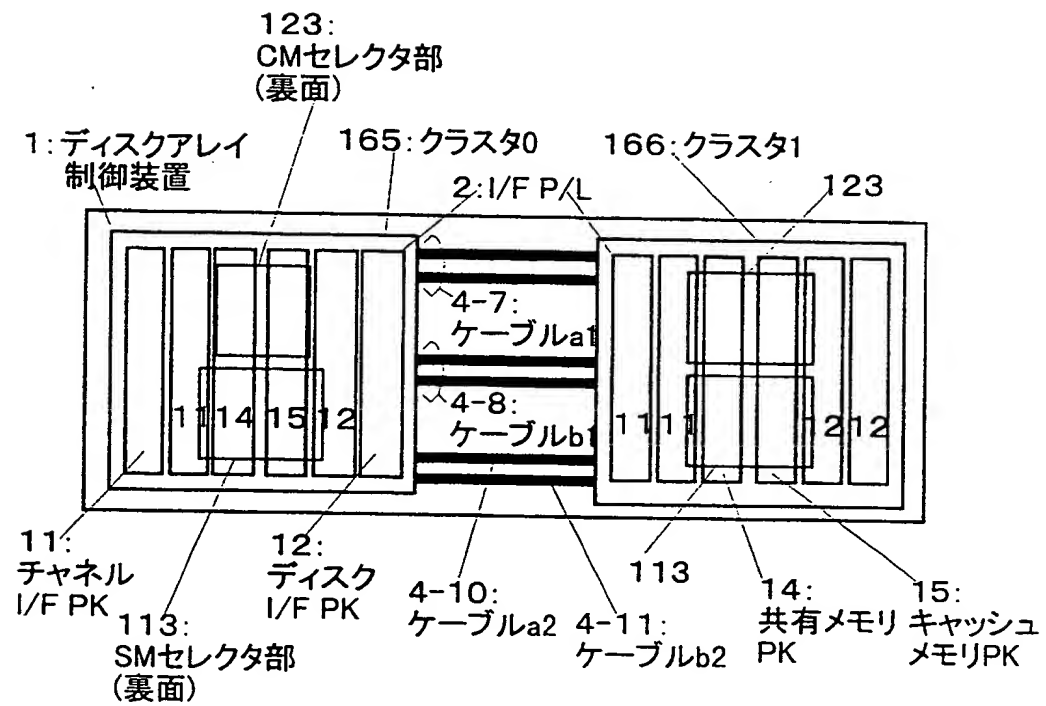 123:
CMセレクタ部
(裏面)
1:ディスクアレイ
制御装置
165:クラスタ0
166:クラスタ1
2:I/F P/L
123
4-7:
ケーブルa1
4-8:
ケーブルb1
11 14 15 12
11 11 12 12
11:
チャネル
I/F PK
12:
ディスク
I/F PK
113:
SMセレクタ部
(裏面)
4-10:
ケーブルa2
4-11:
ケーブルb2
113
14:
共有メモリ
PK
15:
キャッシュ
メモリPK